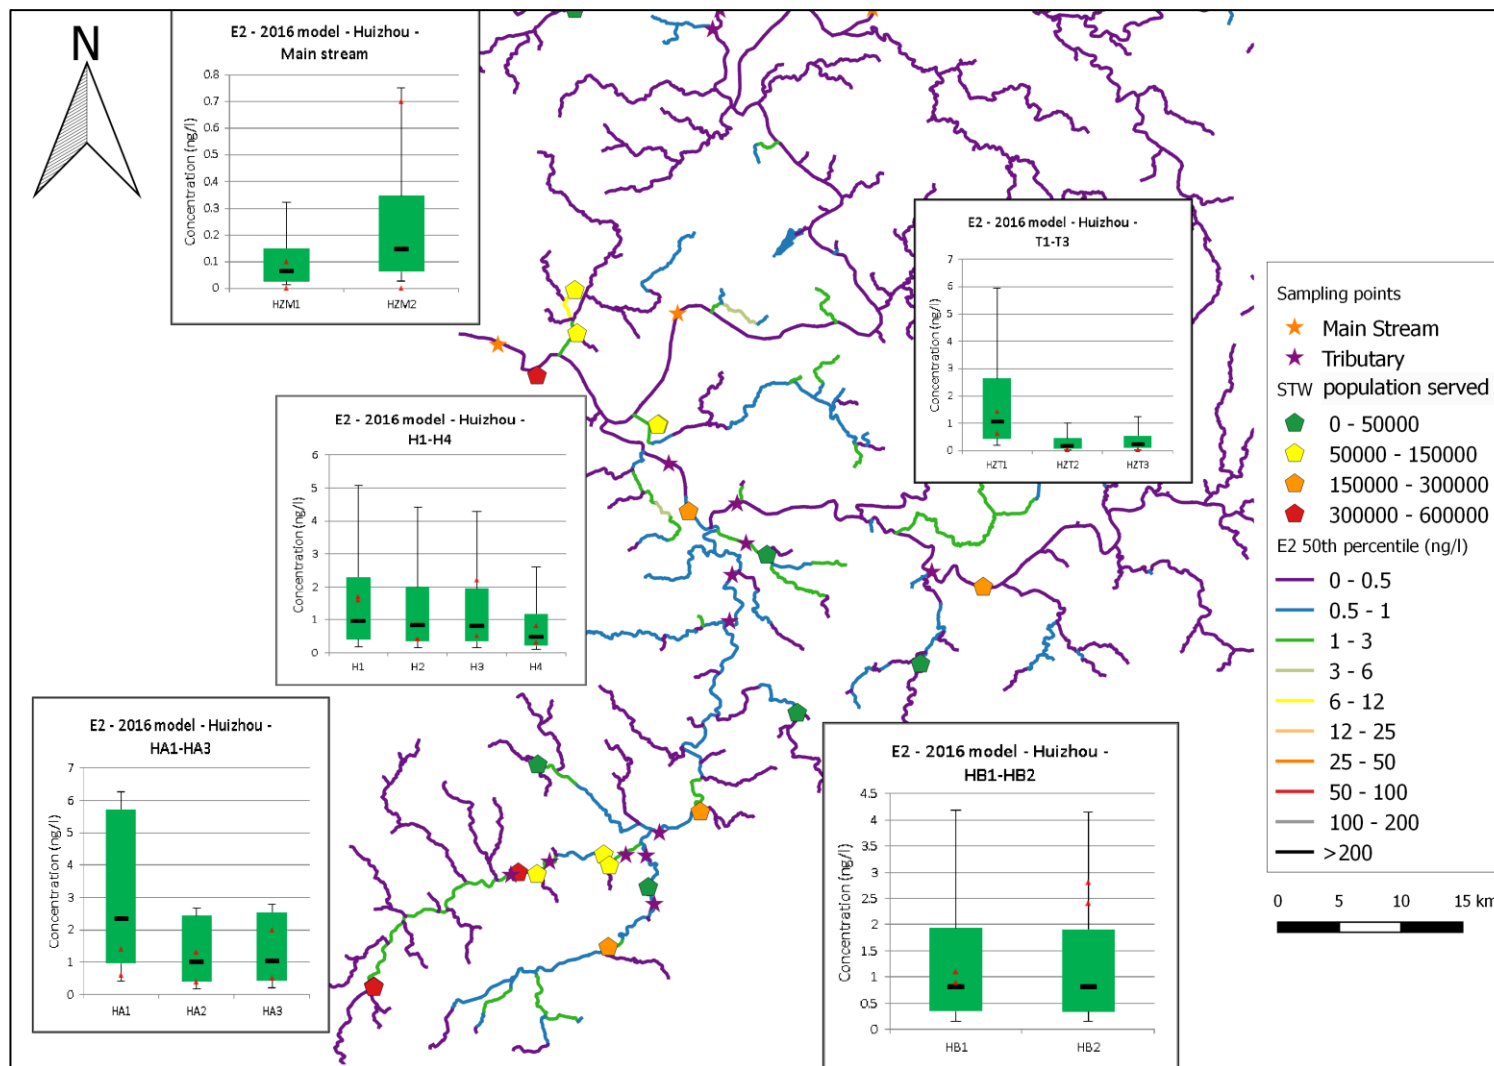 N
E2 - 2016 model - Huizhou -
Main stream
Concentration (ng/l)
0.8
0.7
0.6
0.5
0.4
0.3
0.2
0.1
0
HZM1
HZM2
E2 - 2016 model - Huizhou -
T1-T3
Concentration (ng/l)
7
6
5
4
3
2
1
0
HZT1
HZT2
HZT3
E2 - 2016 model - Huizhou -
H1-H4
Concentration (ng/l)
6
5
4
3
2
1
0
H1
H2
H3
H4
E2 - 2016 model - Huizhou -
HA1-HA3
Concentration (ng/l)
7
6
5
4
3
2
1
0
HA1
HA2
HA3
E2 - 2016 model - Huizhou -
HB1-HB2
Concentration (ng/l)
4.5
4
3.5
3
2.5
2
1.5
1
0.5
0
HB1
HB2
Sampling points
Main Stream
Tributary
STW population served
0 - 50000
50000 - 150000
150000 - 300000
300000 - 600000
E2 50th percentile (ng/l)
0 - 0.5
0.5 - 1
1 - 3
3 - 6
6 - 12
12 - 25
25 - 50
50 - 100
100 - 200
>200
0 5 10 15 km